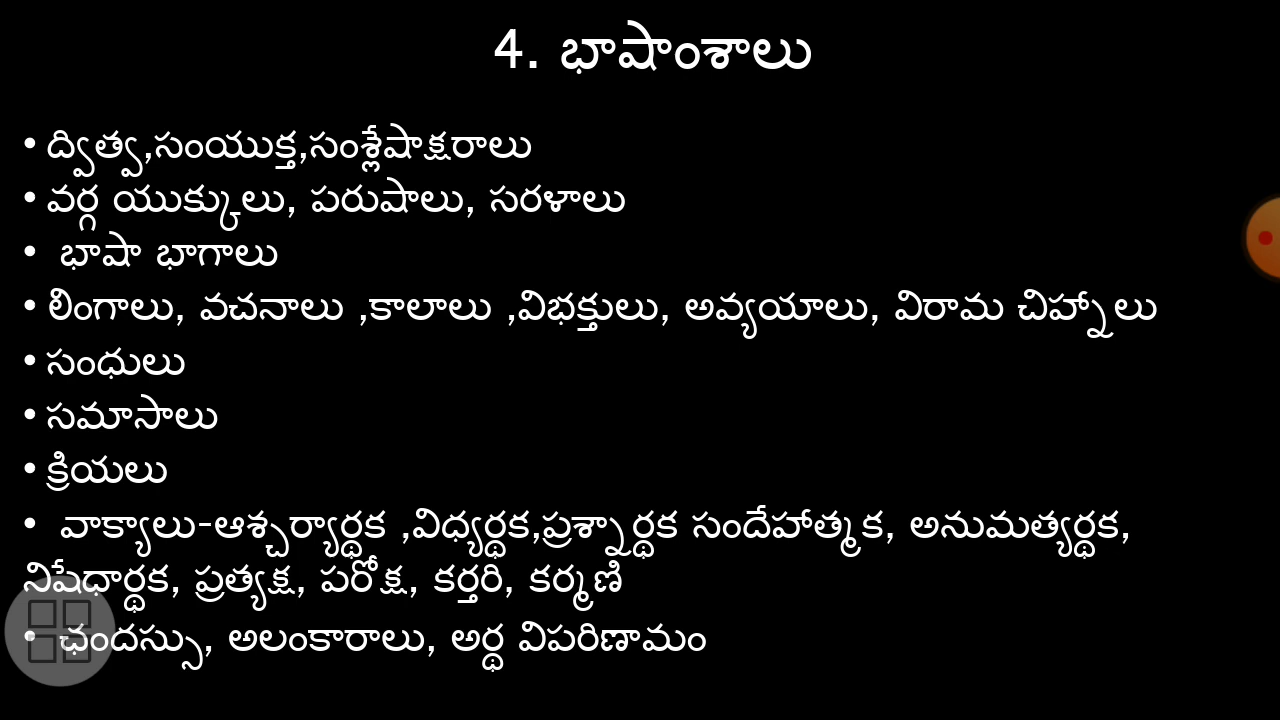 4. భాషాంశాలు
• ద్విత్వ,సంయుక్త,సంశ్లేషాక్షరాలు
• వర్గ యుక్కులు, పరుషాలు, సరళాలు
• భాషా భాగాలు
• లింగాలు, వచనాలు ,కాలాలు ,విభక్తులు, అవ్యయాలు, విరామ చిహ్నాలు
• సంధులు
• సమాసాలు
• క్రియలు
• వాక్యాలు-ఆశ్చర్యార్థక ,విధ్యర్థక,ప్రశ్నార్థక సందేహాత్మక, అనుమత్యర్థక,
నిషేధార్థక, ప్రత్యక్ష, పరోక్ష, కర్తరి, కర్మణి
• ఛందస్సు, అలంకారాలు, అర్థ విపరిణామం